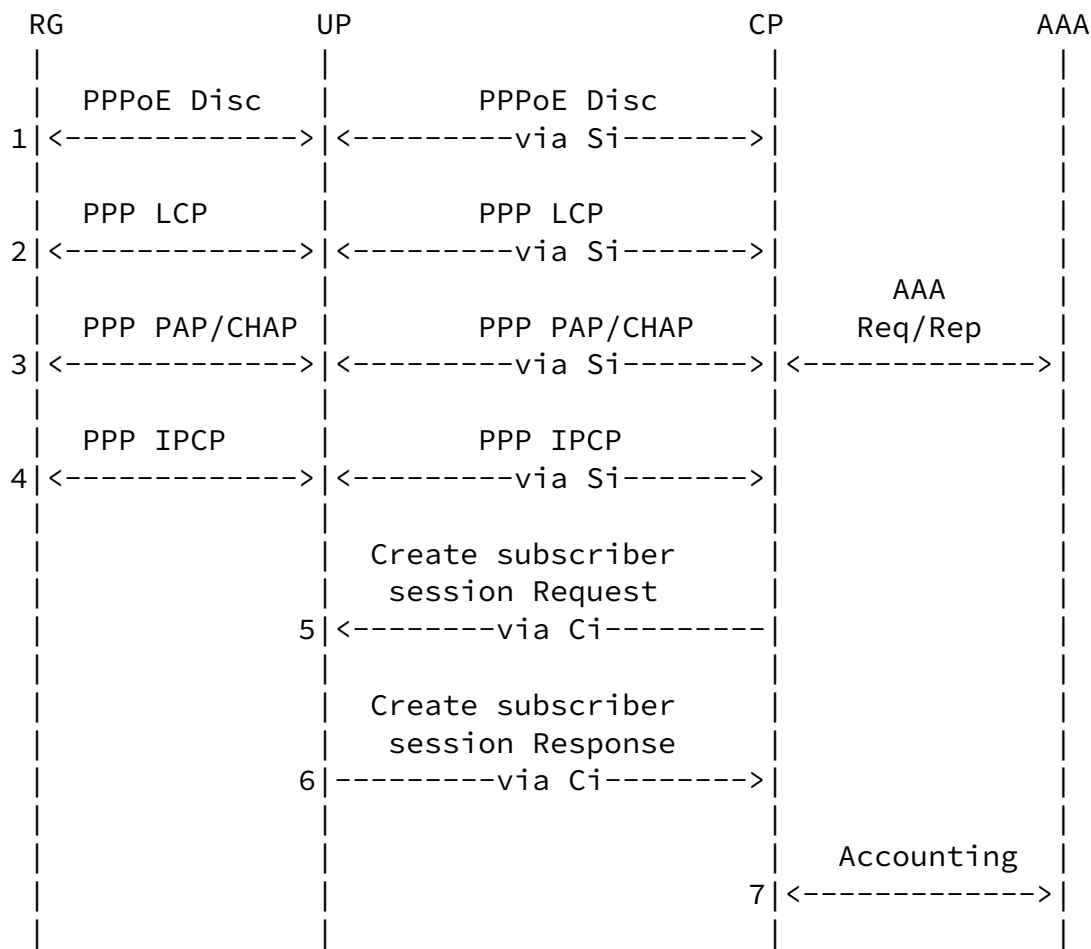 RG UP CP AAA
PPPoE Disc PPPoE Disc
1|<------------->|<---------via Si------->|
PPP LCP PPP LCP
2|<------------->|<---------via Si------->|
AAA
PPP PAP/CHAP PPP PAP/CHAP Req/Rep
3|<------------->|<---------via Si------->|<------------->|
PPP IPCP PPP IPCP
4|<------------->|<---------via Si------->|
Create subscriber
session Request
5|<--------via Ci---------|
Create subscriber
session Response
6|---------via Ci-------->|
Accounting
7|<------------->|